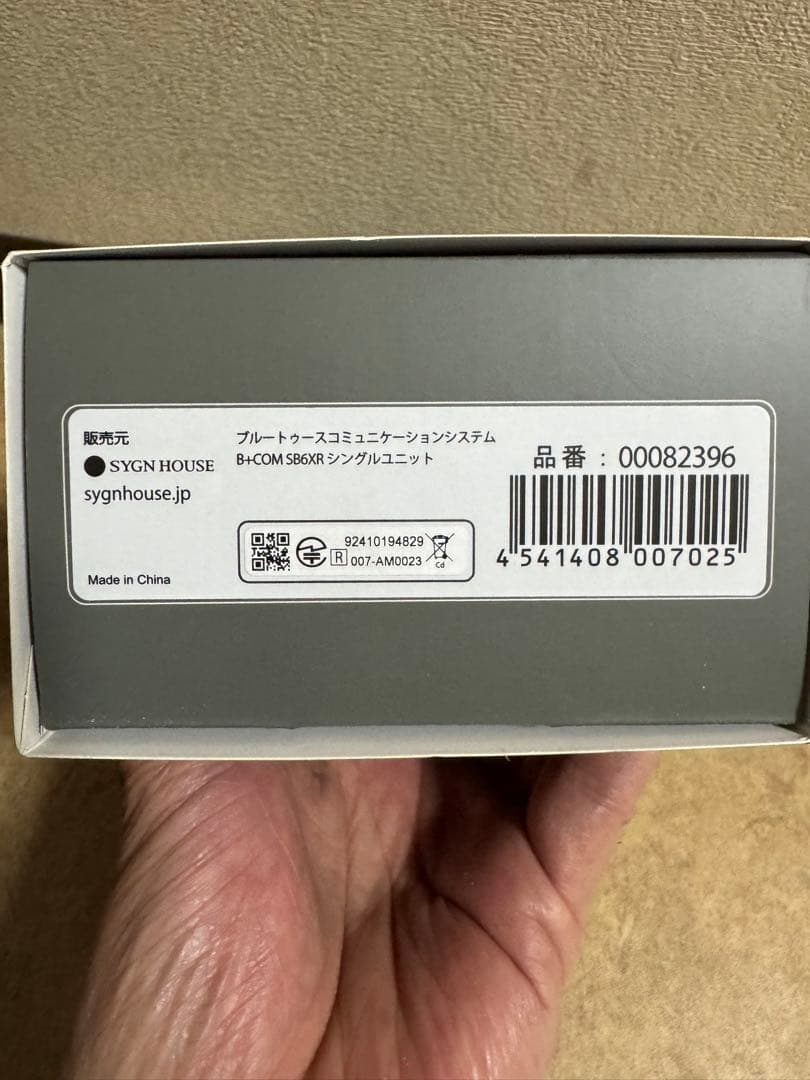 販売元
SYGN HOUSE
sygnhouse.jp
Made in China
ブルートゥースコミュニケーションシステム
B+COM SB6XR シングルユニット
92410194829
R 007-AM0023
Cd
品番 : 00082396
4 541408 007025